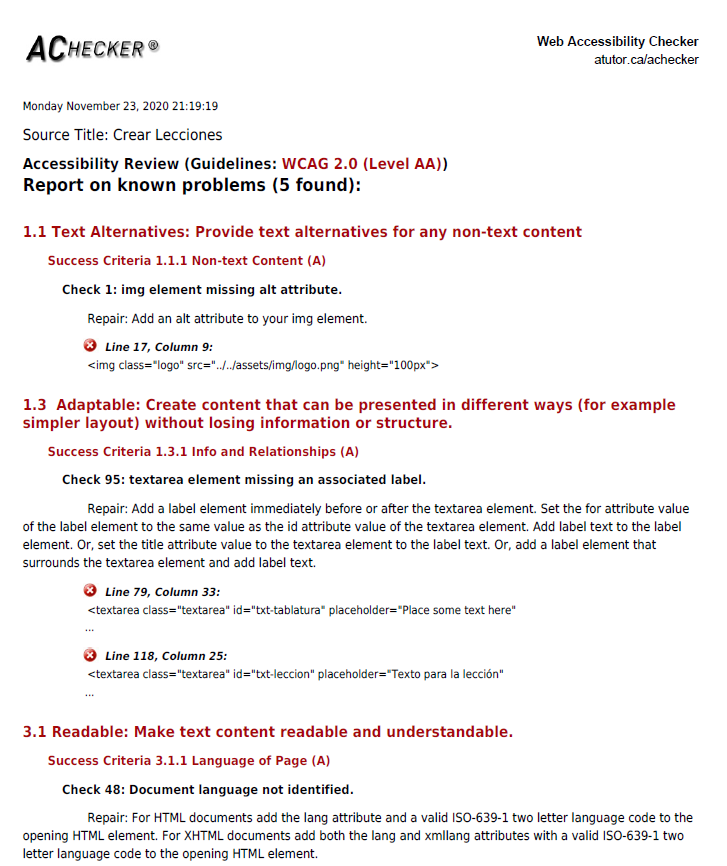 ACHECKER®
Web Accessibility Checker
atutor.ca/achecker
Monday November 23, 2020 21:19:19
Source Title: Crear Lecciones
Accessibility Review (Guidelines: WCAG 2.0 (Level AA))
Report on known problems (5 found):
1.1 Text Alternatives: Provide text alternatives for any non-text content
Success Criteria 1.1.1 Non-text Content (A)
Check 1: img element missing alt attribute.
Repair: Add an alt attribute to your img element.
Line 17, Column 9:
<img class="logo" src="../../assets/img/logo.png" height="100px">
1.3 Adaptable: Create content that can be presented in different ways (for example
simpler layout) without losing information or structure.
Success Criteria 1.3.1 Info and Relationships (A)
Check 95: textarea element missing an associated label.
Repair: Add a label element immediately before or after the textarea element. Set the for attribute value
of the label element to the same value as the id attribute value of the textarea element. Add label text to the label
element. Or, set the title attribute value to the textarea element to the label text. Or, add a label element that
surrounds the textarea element and add label text.
Line 79, Column 33:
<textarea class="textarea" id="txt-tablatura" placeholder="Place some text here"
...
Line 118, Column 25:
<textarea class="textarea" id="txt-leccion" placeholder="Texto para la lección"
...
3.1 Readable: Make text content readable and understandable.
Success Criteria 3.1.1 Language of Page (A)
Check 48: Document language not identified.
Repair: For HTML documents add the lang attribute and a valid ISO-639-1 two letter language code to the
opening HTML element. For XHTML documents add both the lang and xmllang attributes with a valid ISO-639-1 two
letter language code to the opening HTML element.